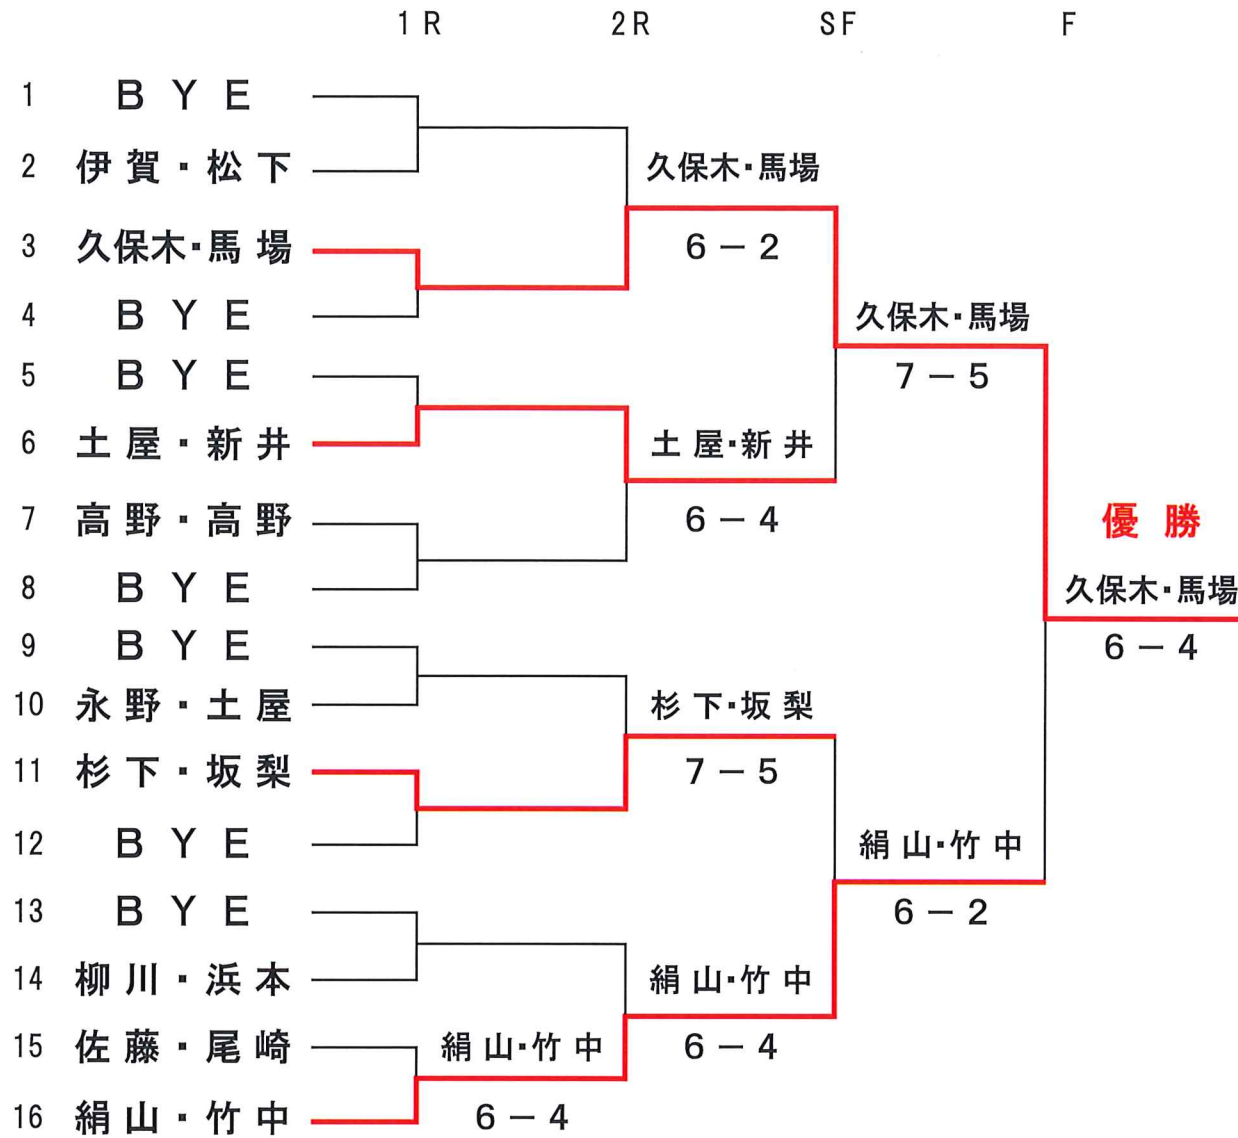 1R 2R SF F
1 BYE
2 伊賀・松下
久保木・馬場
3 久保木・馬場
6－2
4 BYE
久保木・馬場
5 BYE
7－5
6 土屋・新井
土屋・新井
7 高野・高野
6－4
優勝
8 BYE
久保木・馬場
9 BYE
6－4
10 永野・土屋
杉下・坂梨
11 杉下・坂梨
7－5
12 BYE
絹山・竹中
13 BYE
6－2
14 柳川・浜本
絹山・竹中
15 佐藤・尾崎
絹山・竹中
6－4
16 絹山・竹中
6－4